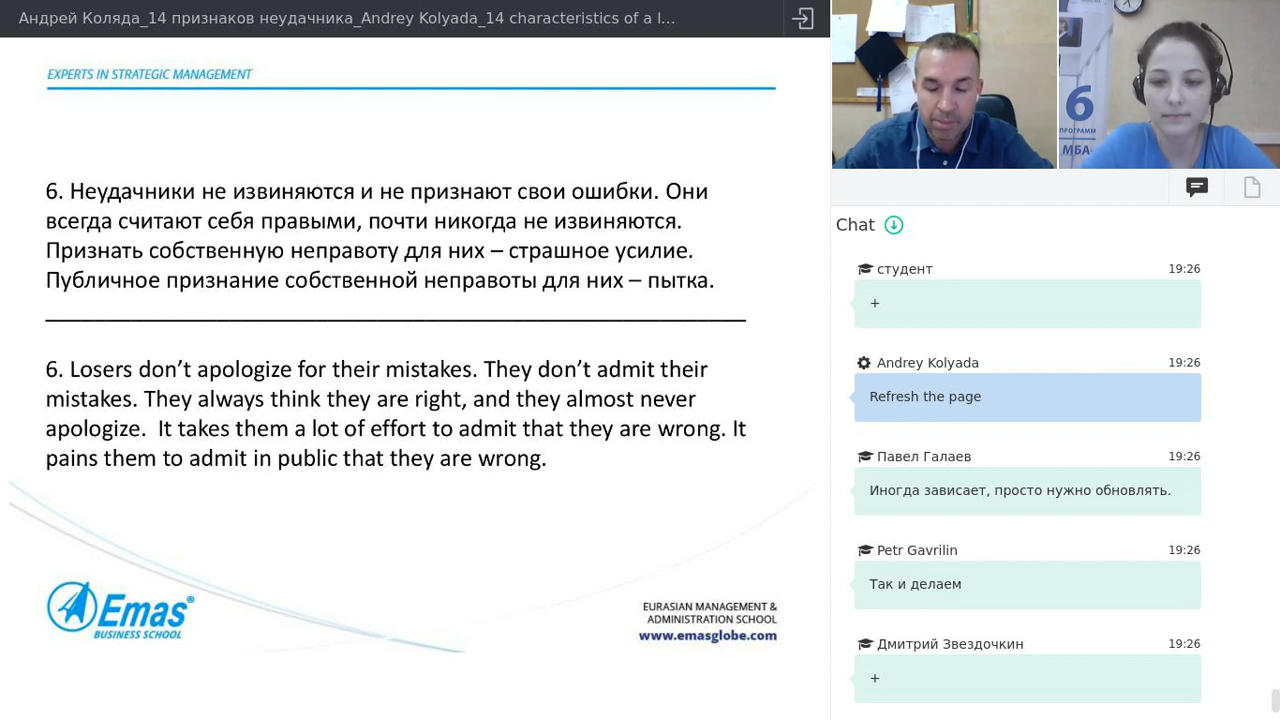 Андрей Коляда_14 признаков неудачника_Andrey Kolyada_14 characteristics of a l...
EXPERTS IN STRATEGIC MANAGEMENT
6. Неудачники не извиняются и не признают свои ошибки. Они
всегда считают себя правыми, почти никогда не извиняются.
Признать собственную неправоту для них – страшное усилие.
Публичное признание собственной неправоты для них – пытка.
6. Losers don’t apologize for their mistakes. They don’t admit their
mistakes. They always think they are right, and they almost never
apologize. It takes them a lot of effort to admit that they are wrong. It
pains them to admit in public that they are wrong.
Emas®
BUSINESS SCHOOL
EURASIAN MANAGEMENT &
ADMINISTRATION SCHOOL
www.emasglobe.com
6
ПРОГРАММ
МБА
Chat
студент 19:26
+
Andrey Kolyada 19:26
Refresh the page
Павел Галаев 19:26
Иногда зависает, просто нужно обновлять.
Petr Gavrilin 19:26
Так и делаем
Дмитрий Звездочкин 19:26
+